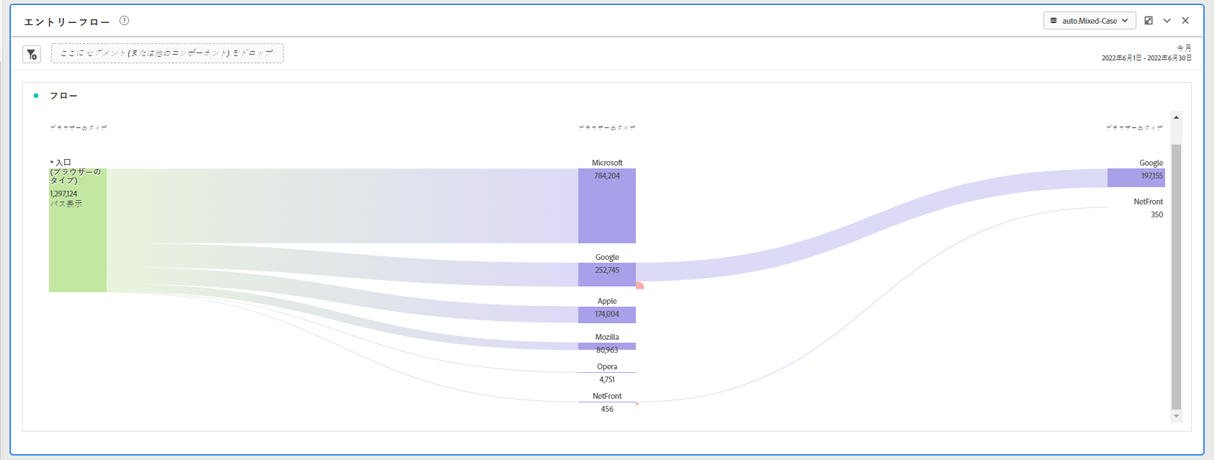 エントリーフロー ?
auto.Mixed-Case
ここに セグメント (または他のコンポーネント) をドロップ
今月
2022年6月1日 - 2022年6月30日
フロー
ブラウザーのタイプ ブラウザーのタイプ ブラウザーのタイプ
* 入口
(ブラウザーの
タイプ)
1,297,124
パス表示
Microsoft
784,204
Google
252,745
Apple
174,004
Mozilla
80,963
Opera
4,751
NetFront
456
Google
197,155
NetFront
350